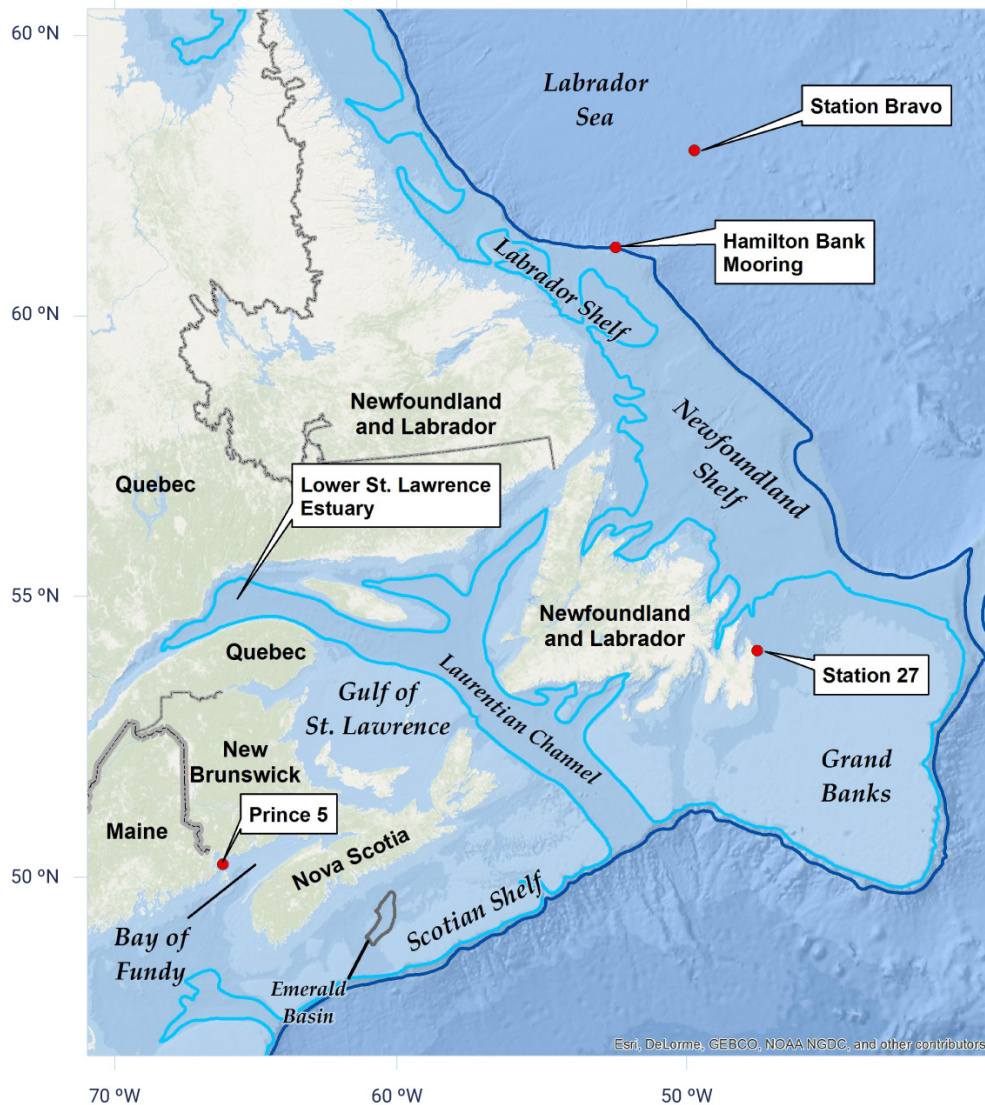 60 ºN
Labrador
Sea
Station Bravo
Hamilton Bank
Mooring
Labrador Shelf
60 ºN
Newfoundland
and Labrador
Newfoundland
Shelf
Quebec
Lower St. Lawrence
Estuary
55 ºN
Newfoundland
and Labrador
Quebec
Station 27
Laurentian Channel
Gulf of
St. Lawrence
New
Brunswick
Grand
Banks
Prince 5
Maine
Nova Scotia
50 ºN
Scotian Shelf
Bay of
Fundy
Emerald
Basin
Esri, DeLorme, GEBCO, NOAA NGDC, and other contributors
70 ºW
60 ºW
50 ºW